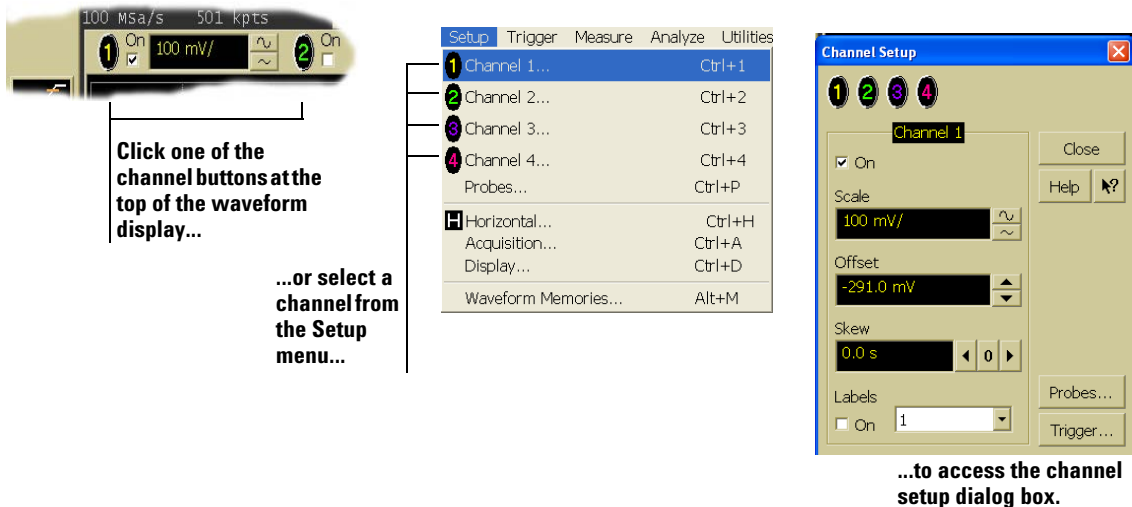 100 MSa/s 501 kpts
1 On 100 mV/ 2 On
Click one of the
channel buttons at the
top of the waveform
display...
...or select a
channel from
the Setup
menu...
Setup Trigger Measure Analyze Utilities
1 Channel 1... Ctrl+1
2 Channel 2... Ctrl+2
3 Channel 3... Ctrl+3
4 Channel 4... Ctrl+4
Probes... Ctrl+P
H Horizontal... Ctrl+H
Acquisition... Ctrl+A
Display... Ctrl+D
Waveform Memories... Alt+M
Channel Setup
1 2 3 4
Channel 1
On
Close
Help ?
Scale
100 mV/
Offset
-291.0 mV
Skew
0.0 s 0
Labels
On 1
Probes...
Trigger...
...to access the channel
setup dialog box.